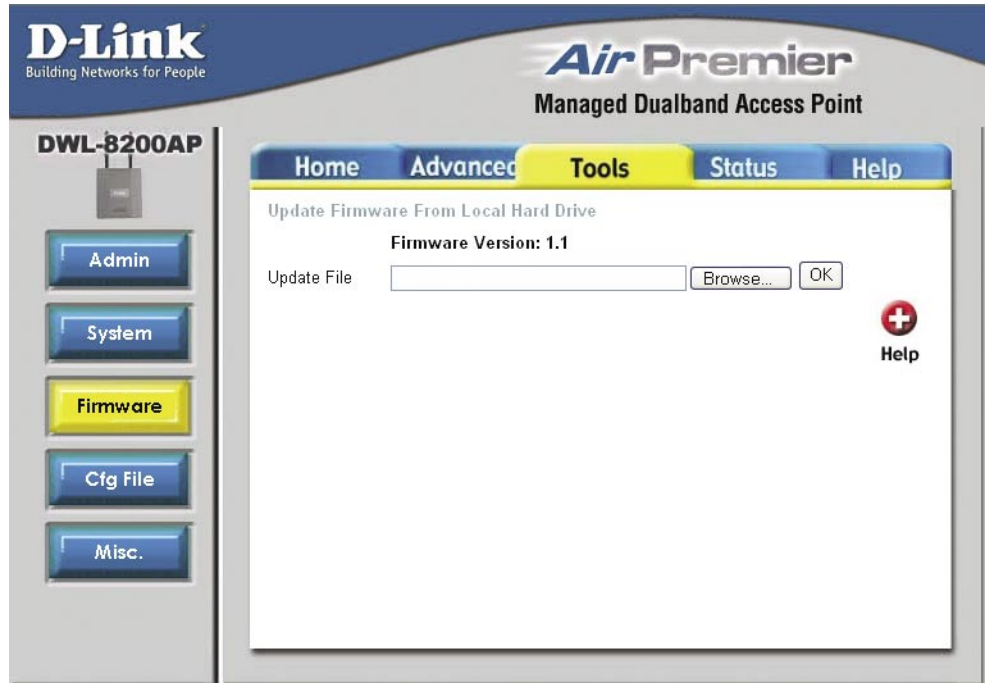 D-Link
Building Networks for People
Air Premier
Managed Dualband Access Point
DWL-8200AP
Home Advanced Tools Status Help
Update Firmware From Local Hard Drive
Firmware Version: 1.1
Update File Browse... OK
Help
Admin
System
Firmware
Cfg File
Misc.